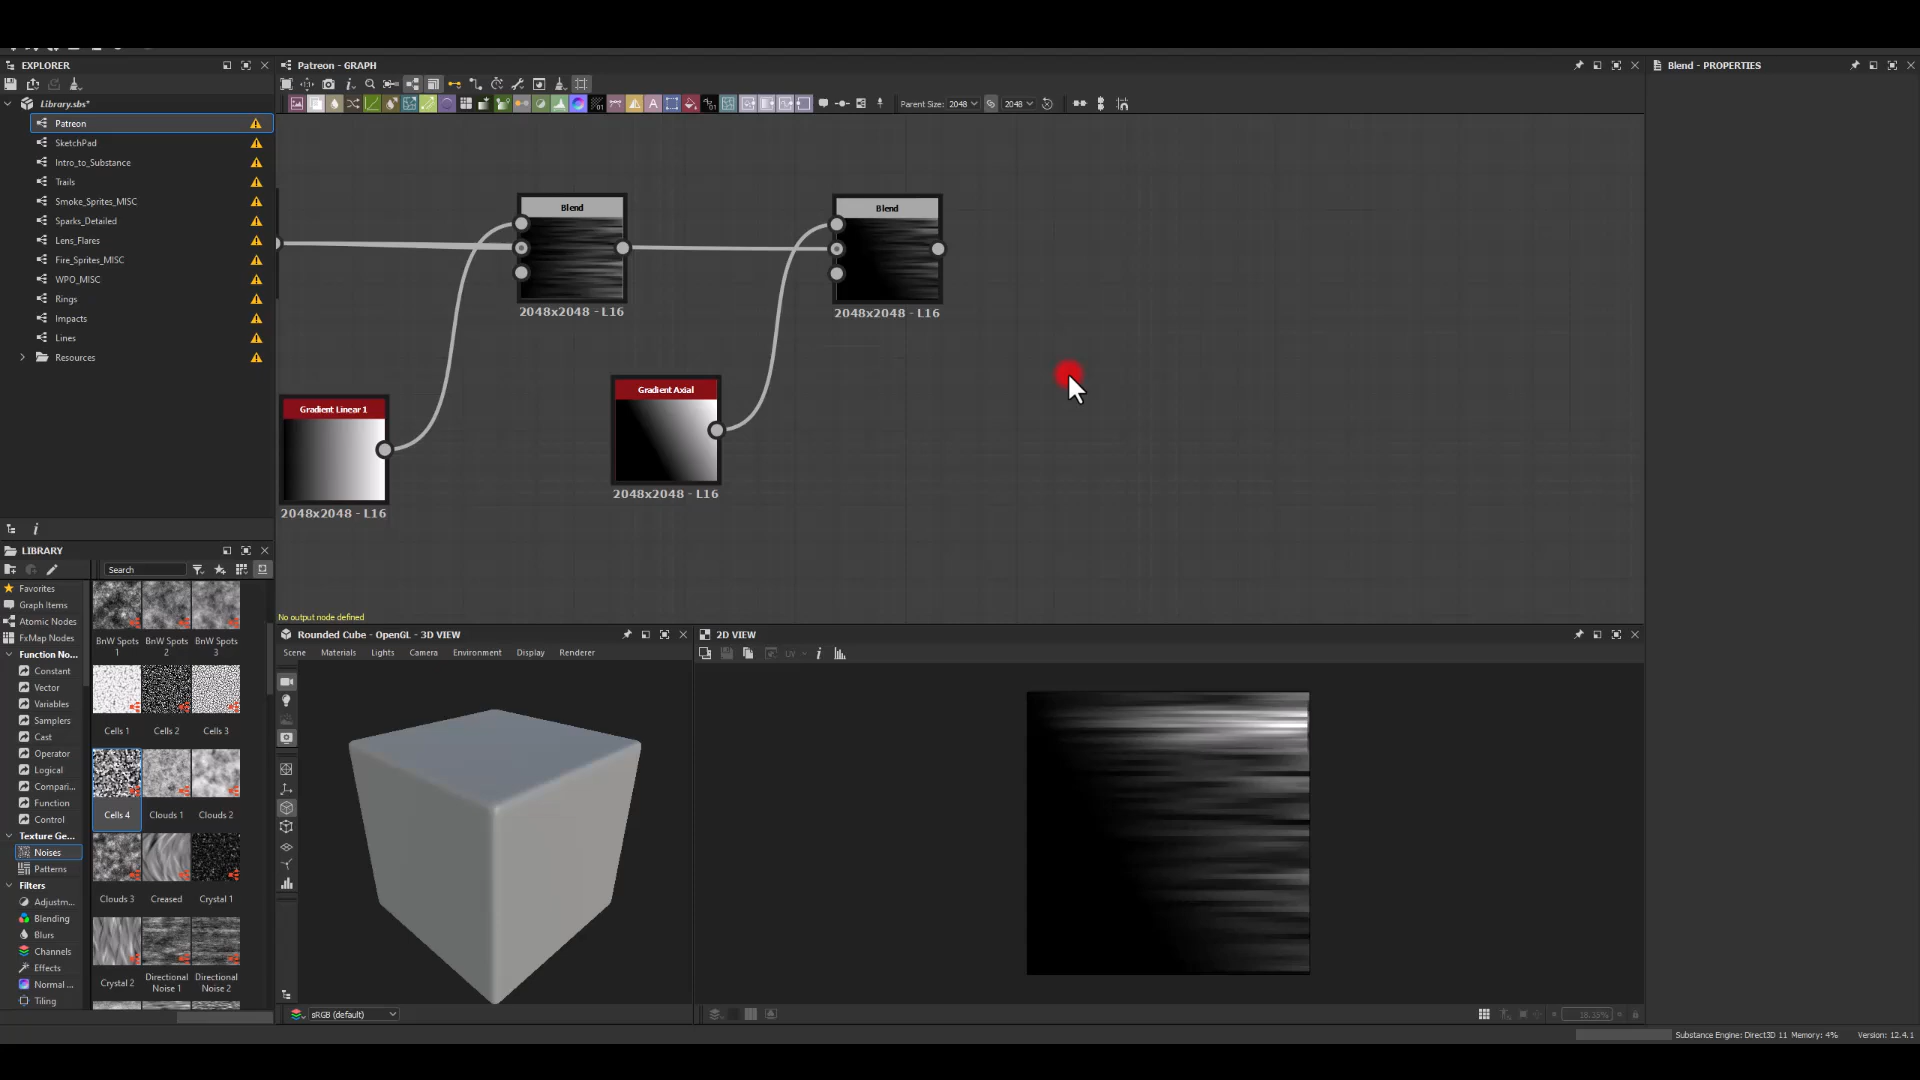 EXPLORER
Library.sbs*
Patreon
SketchPad
Intro_to_Substance
Trails
Smoke_Sprites_MISC
Sparks_Detailed
Lens_Flares
Fire_Sprites_MISC
WPO_MISC
Rings
Impacts
Lines
Resources
LIBRARY
Search
Favorites
Graph Items
Atomic Nodes
FxMap Nodes
Function No...
Constant
Vector
Variables
Samplers
Cast
Operator
Logical
Compari...
Function
Control
Texture Ge...
Noises
Patterns
Filters
Adjustm...
Blending
Blurs
Channels
Effects
Normal ...
Tiling
BnW Spots 1
BnW Spots 2
BnW Spots 3
Cells 1
Cells 2
Cells 3
Cells 4
Clouds 1
Clouds 2
Clouds 3
Creased
Crystal 1
Crystal 2
Directional Noise 1
Directional Noise 2
Patreon - GRAPH
Parent Size: 2048
2048
Blend
2048x2048 - L16
Blend
2048x2048 - L16
Gradient Linear 1
2048x2048 - L16
Gradient Axial
2048x2048 - L16
No output node defined
Rounded Cube - OpenGL - 3D VIEW
Scene Materials Lights Camera Environment Display Renderer
sRGB (default)
2D VIEW
UV
18.35%
Blend - PROPERTIES
Substance Engine: Direct3D 11 Memory: 4% Version: 12.4.1